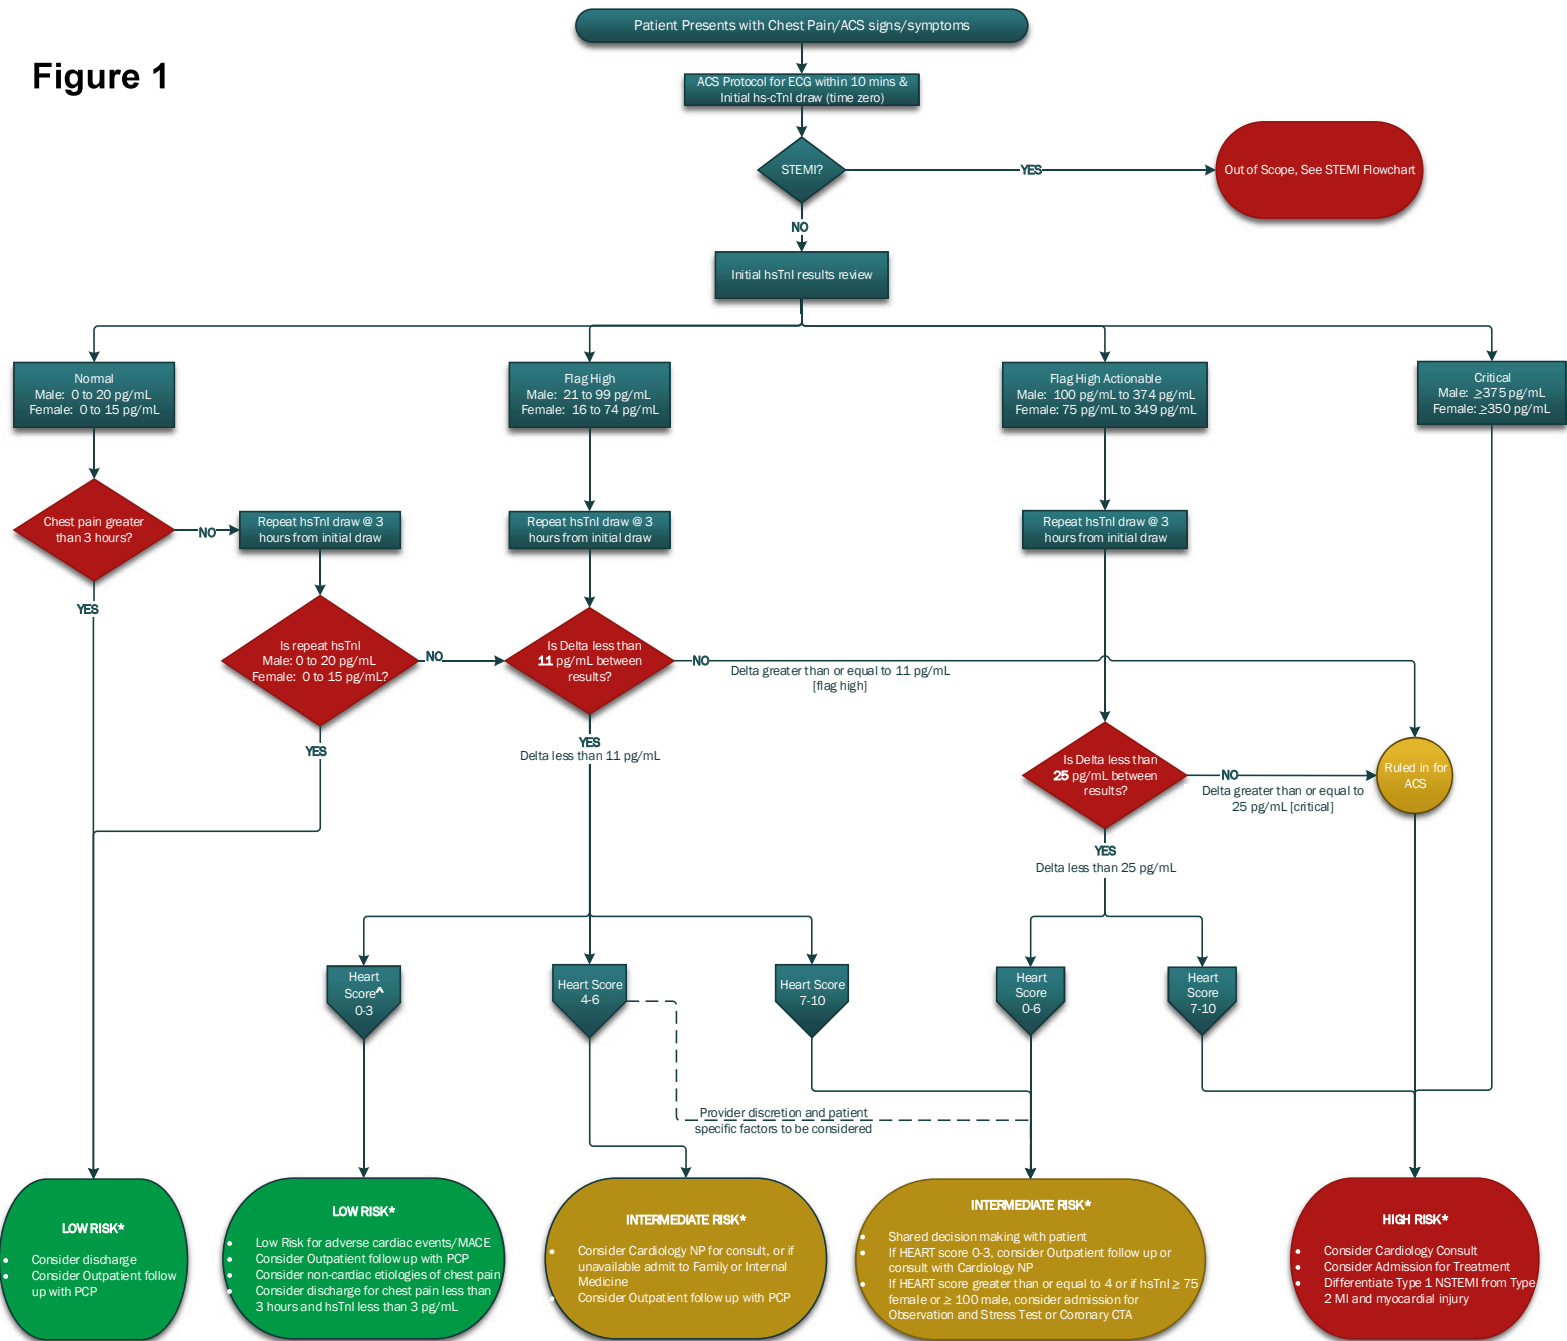 Figure 1
Patient Presents with Chest Pain/ACS signs/symptoms
ACS Protocol for ECG within 10 mins &
Initial hs-cTnI draw (time zero)
STEMI?
YES
Out of Scope, See STEMI Flowchart
NO
Initial hsTnI results review
Normal
Male: 0 to 20 pg/mL
Female: 0 to 15 pg/mL
Flag High
Male: 21 to 99 pg/mL
Female: 16 to 74 pg/mL
Flag High Actionable
Male: 100 pg/mL to 374 pg/mL
Female: 75 pg/mL to 349 pg/mL
Critical
Male: ≥375 pg/mL
Female: ≥350 pg/mL
Chest pain greater
than 3 hours?
NO
Repeat hsTnI draw @ 3
hours from initial draw
Repeat hsTnI draw @ 3
hours from initial draw
Repeat hsTnI draw @ 3
hours from initial draw
YES
Is repeat hsTnI
Male: 0 to 20 pg/mL
Female: 0 to 15 pg/mL?
NO
Is Delta less than
11 pg/mL between
results?
NO
Delta greater than or equal to 11 pg/mL
[flag high]
YES
YES
Delta less than 11 pg/mL
Is Delta less than
25 pg/mL between
results?
NO
Delta greater than or equal to
25 pg/mL [critical]
Ruled in for
ACS
YES
Delta less than 25 pg/mL
Heart
Score^
0-3
Heart Score
4-6
Heart Score
7-10
Heart
Score
0-6
Heart
Score
7-10
Provider discretion and patient
specific factors to be considered
LOW RISK*
• Consider discharge
• Consider Outpatient follow
up with PCP
LOW RISK*
• Low Risk for adverse cardiac events/MACE
• Consider Outpatient follow up with PCP
• Consider non-cardiac etiologies of chest pain
• Consider discharge for chest pain less than
3 hours and hsTnI less than 3 pg/mL
INTERMEDIATE RISK*
• Consider Cardiology NP for consult, or if
unavailable admit to Family or Internal
Medicine
• Consider Outpatient follow up with PCP
INTERMEDIATE RISK*
• Shared decision making with patient
• If HEART score 0-3, consider Outpatient follow up or
consult with Cardiology NP
• If HEART score greater than or equal to 4 or if hsTnI ≥ 75
female or ≥ 100 male, consider admission for
Observation and Stress Test or Coronary CTA
HIGH RISK*
• Consider Cardiology Consult
• Consider Admission for Treatment
• Differentiate Type 1 NSTEMI from Type
2 MI and myocardial injury